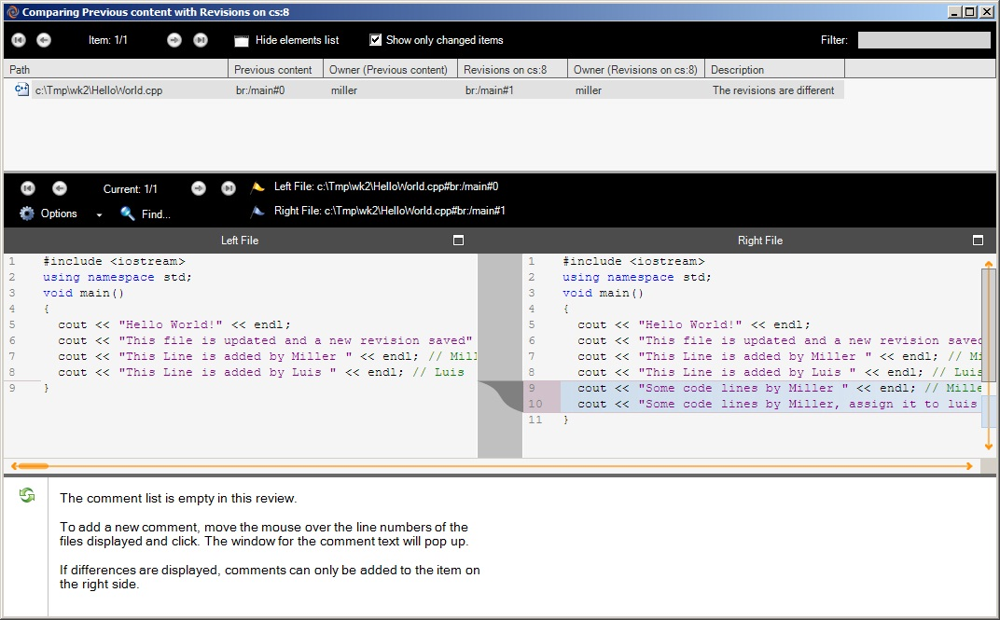 Comparing Previous content with Revisions on cs:8
Item: 1/1 Hide elements list Show only changed items Filter:
Path Previous content Owner (Previous content) Revisions on cs:8 Owner (Revisions on cs:8) Description
C++ c:\Tmp\wk2\HelloWorld.cpp br:/main#0 miller br:/main#1 miller The revisions are different
Current: 1/1 Left File: c:\Tmp\wk2\HelloWorld.cpp#br:/main#0
Options Find... Right File: c:\Tmp\wk2\HelloWorld.cpp#br:/main#1
Left File
1 #include <iostream>
2 using namespace std;
3 void main()
4 {
5 cout << "Hello World!" << endl;
6 cout << "This file is updated and a new revision saved"
7 cout << "This Line is added by Miller " << endl; // Mill
8 cout << "This Line is added by Luis " << endl; // Luis
9 }
Right File
1 #include <iostream>
2 using namespace std;
3 void main()
4 {
5 cout << "Hello World!" << endl;
6 cout << "This file is updated and a new revision saved
7 cout << "This Line is added by Miller " << endl; // Mi
8 cout << "This Line is added by Luis " << endl; // Luis
9 cout << "Some code lines by Miller " << endl; // Mille
10 cout << "Some code lines by Miller, assign it to luis
11 }
The comment list is empty in this review.
To add a new comment, move the mouse over the line numbers of the
files displayed and click. The window for the comment text will pop up.
If differences are displayed, comments can only be added to the item on
the right side.